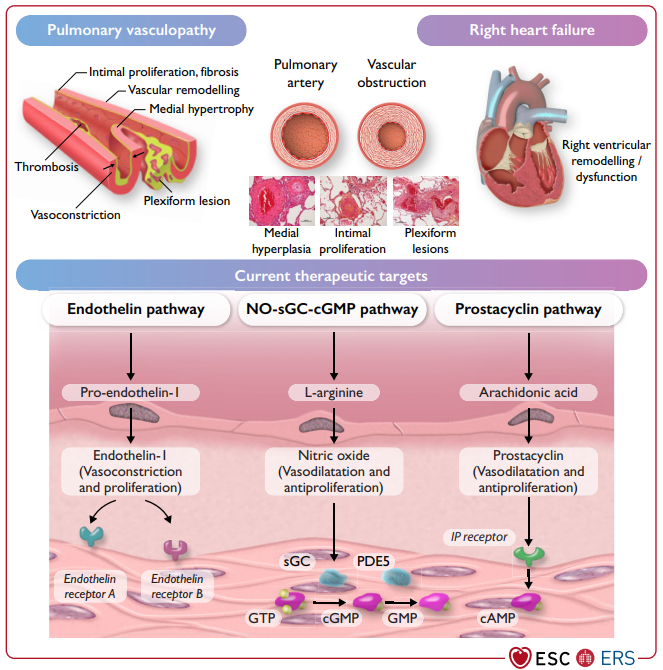 Pulmonary vasculopathy
Right heart failure
Intimal proliferation, fibrosis
Vascular remodelling
Medial hypertrophy
Thrombosis
Vasoconstriction
Plexiform lesion
Pulmonary
artery
Vascular
obstruction
Medial
hyperplasia
Intimal
proliferation
Plexiform
lesions
Right ventricular
remodelling /
dysfunction
Current therapeutic targets
Endothelin pathway
NO-sGC-cGMP pathway
Prostacyclin pathway
Pro-endothelin-1
L-arginine
Arachidonic acid
Endothelin-1
(Vasoconstriction
and proliferation)
Nitric oxide
(Vasodilatation and
antiproliferation)
Prostacyclin
(Vasodilatation and
antiproliferation)
Endothelin
receptor A
Endothelin
receptor B
IP receptor
sGC
PDE5
GTP
cGMP
GMP
cAMP
ESC ERS